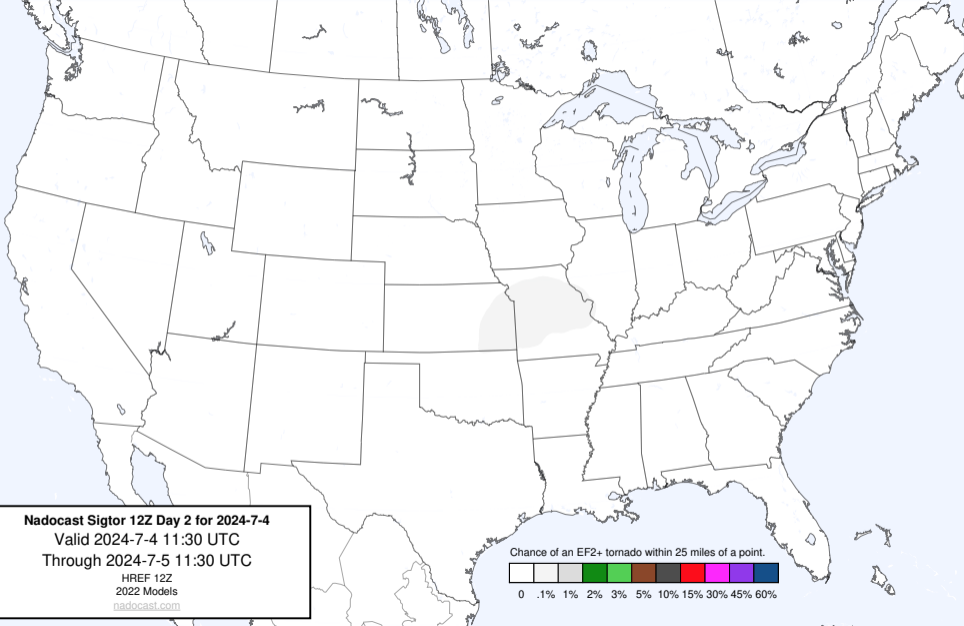 Nadocast Sigtor 12Z Day 2 for 2024-7-4
Valid 2024-7-4 11:30 UTC
Through 2024-7-5 11:30 UTC
HREF 12Z
2022 Models
nadocast.com
Chance of an EF2+ tornado within 25 miles of a point.
0 .1% 1% 2% 3% 5% 10% 15% 30% 45% 60%